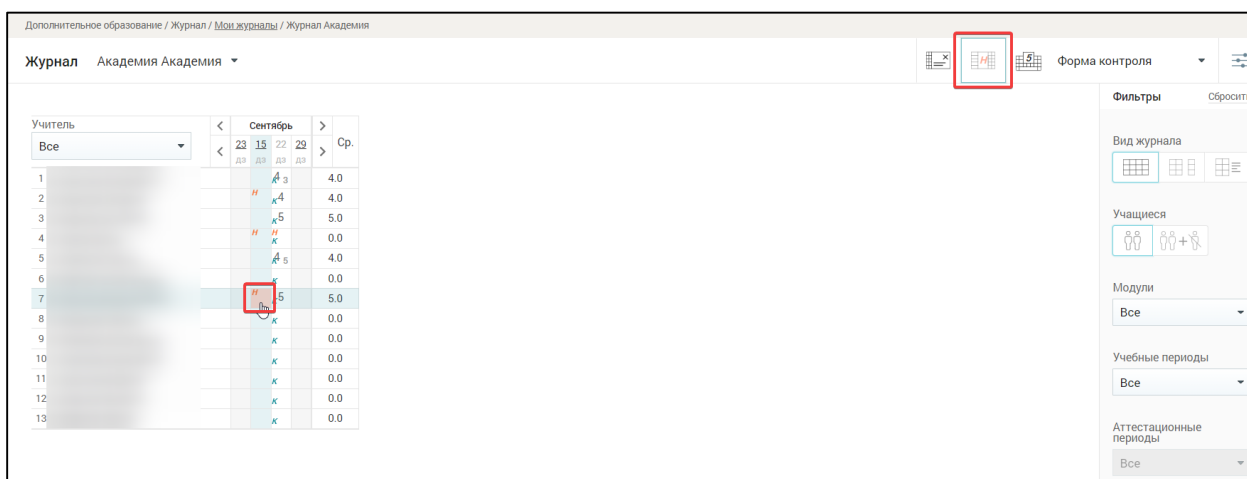 Дополнительное образование / Журнал / Мои журналы / Журнал Академия
Журнал Академия Академия
H
5
Форма контроля
Фильтры Сбросить
Учитель
Все
Сентябрь
Ср.
23 15 22 29
дз дз дз дз
1 к4 3 4.0
2 Н к4 4.0
3 к5 5.0
4 Н Н к 0.0
5 к4 5 4.0
6 к 0.0
7 Н 5 5.0
8 к 0.0
9 к 0.0
10 к 0.0
11 к 0.0
12 к 0.0
13 к 0.0
Вид журнала
Учащиеся
Модули
Все
Учебные периоды
Все
Аттестационные
периоды
Все